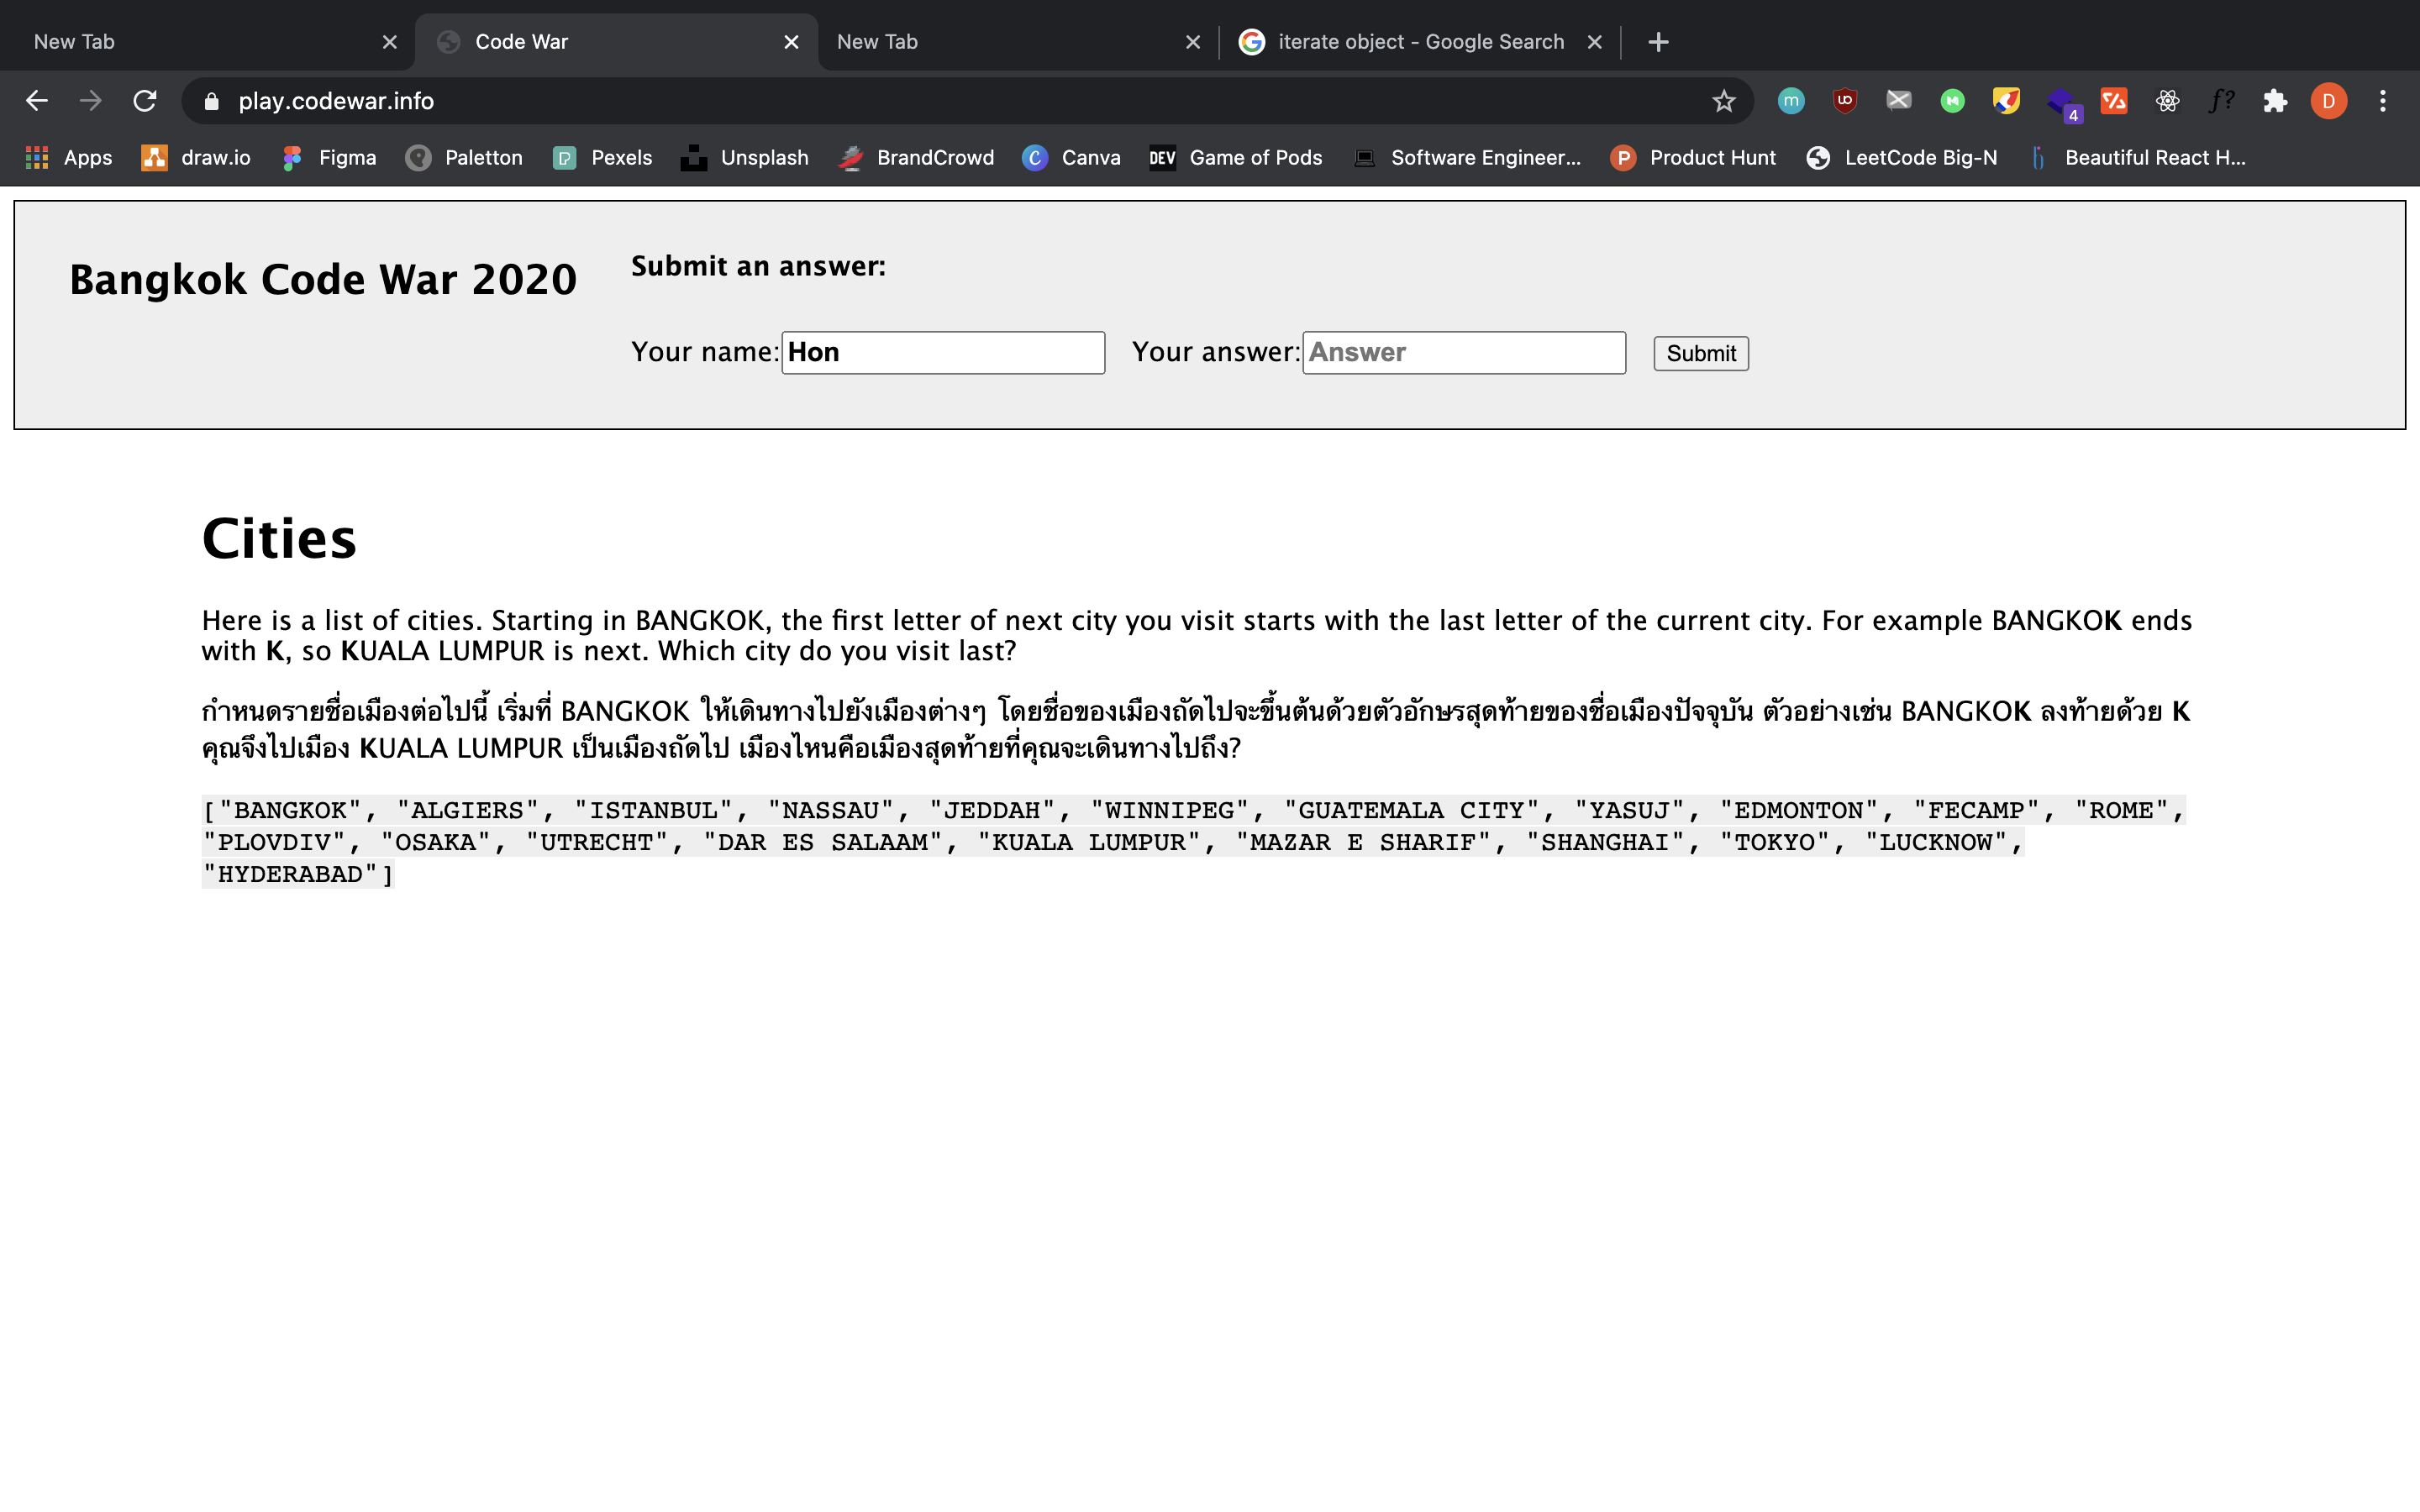 New Tab
Code War
New Tab
iterate object - Google Search
play.codewar.info
m
UD
4
f?
D
Apps
draw.io
Figma
Paletton
P
Pexels
Unsplash
BrandCrowd
C
Canva
DEV
Game of Pods
Software Engineer...
P
Product Hunt
LeetCode Big-N
Beautiful React H...
Bangkok Code War 2020
Submit an answer:
Your name: Hon
Your answer: Answer
Submit
Cities
Here is a list of cities. Starting in BANGKOK, the first letter of next city you visit starts with the last letter of the current city. For example BANGKOK ends
with K, so KUALA LUMPUR is next. Which city do you visit last?
กำหนดรายชื่อเมืองต่อไปนี้ เริ่มที่ BANGKOK ให้เดินทางไปยังเมืองต่างๆ โดยชื่อของเมืองถัดไปจะขึ้นต้นด้วยตัวอักษรสุดท้ายของชื่อเมืองปัจจุบัน ตัวอย่างเช่น BANGKOK ลงท้ายด้วย K
คุณจึงไปเมือง KUALA LUMPUR เป็นเมืองถัดไป เมืองไหนคือเมืองสุดท้ายที่คุณจะเดินทางไปถึง?
["BANGKOK", "ALGIERS", "ISTANBUL", "NASSAU", "JEDDAH", "WINNIPEG", "GUATEMALA CITY", "YASUJ", "EDMONTON", "FECAMP", "ROME",
"PLOVDIV", "OSAKA", "UTRECHT", "DAR ES SALAAM", "KUALA LUMPUR", "MAZAR E SHARIF", "SHANGHAI", "TOKYO", "LUCKNOW",
"HYDERABAD"]